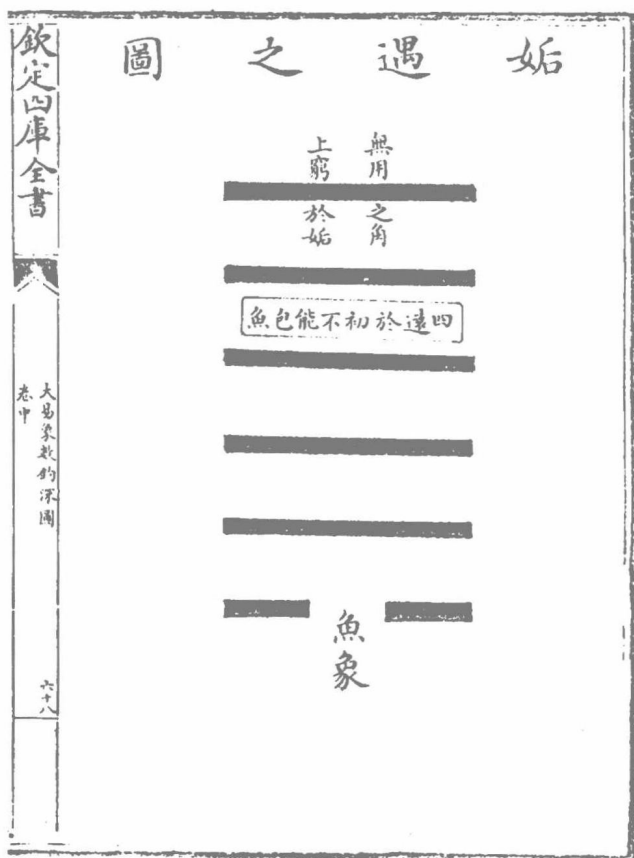 姤遇之圖
無用
上窮
之角
於姤
四遠於初不能包魚
魚象
欽定四庫全書
大易象數鈎深圖
卷中
六十八